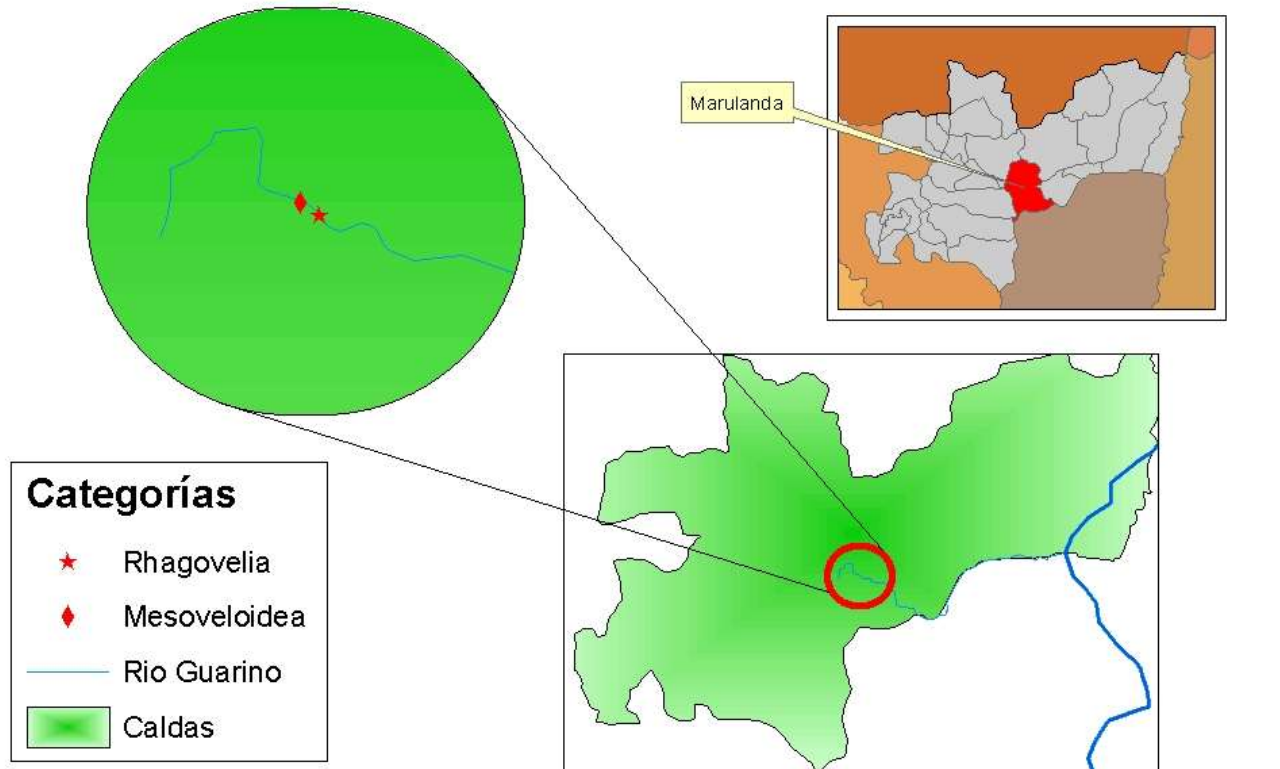 Marulanda
Categorías
Rhagovelia
Mesoveloidea
Rio Guarino
Caldas